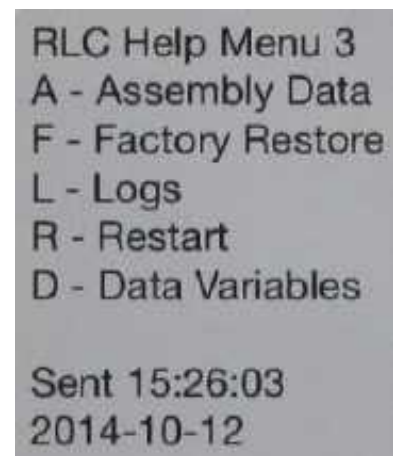 RLC Help Menu 3
A - Assembly Data
F - Factory Restore
L - Logs
R - Restart
D - Data Variables
Sent 15:26:03
2014-10-12